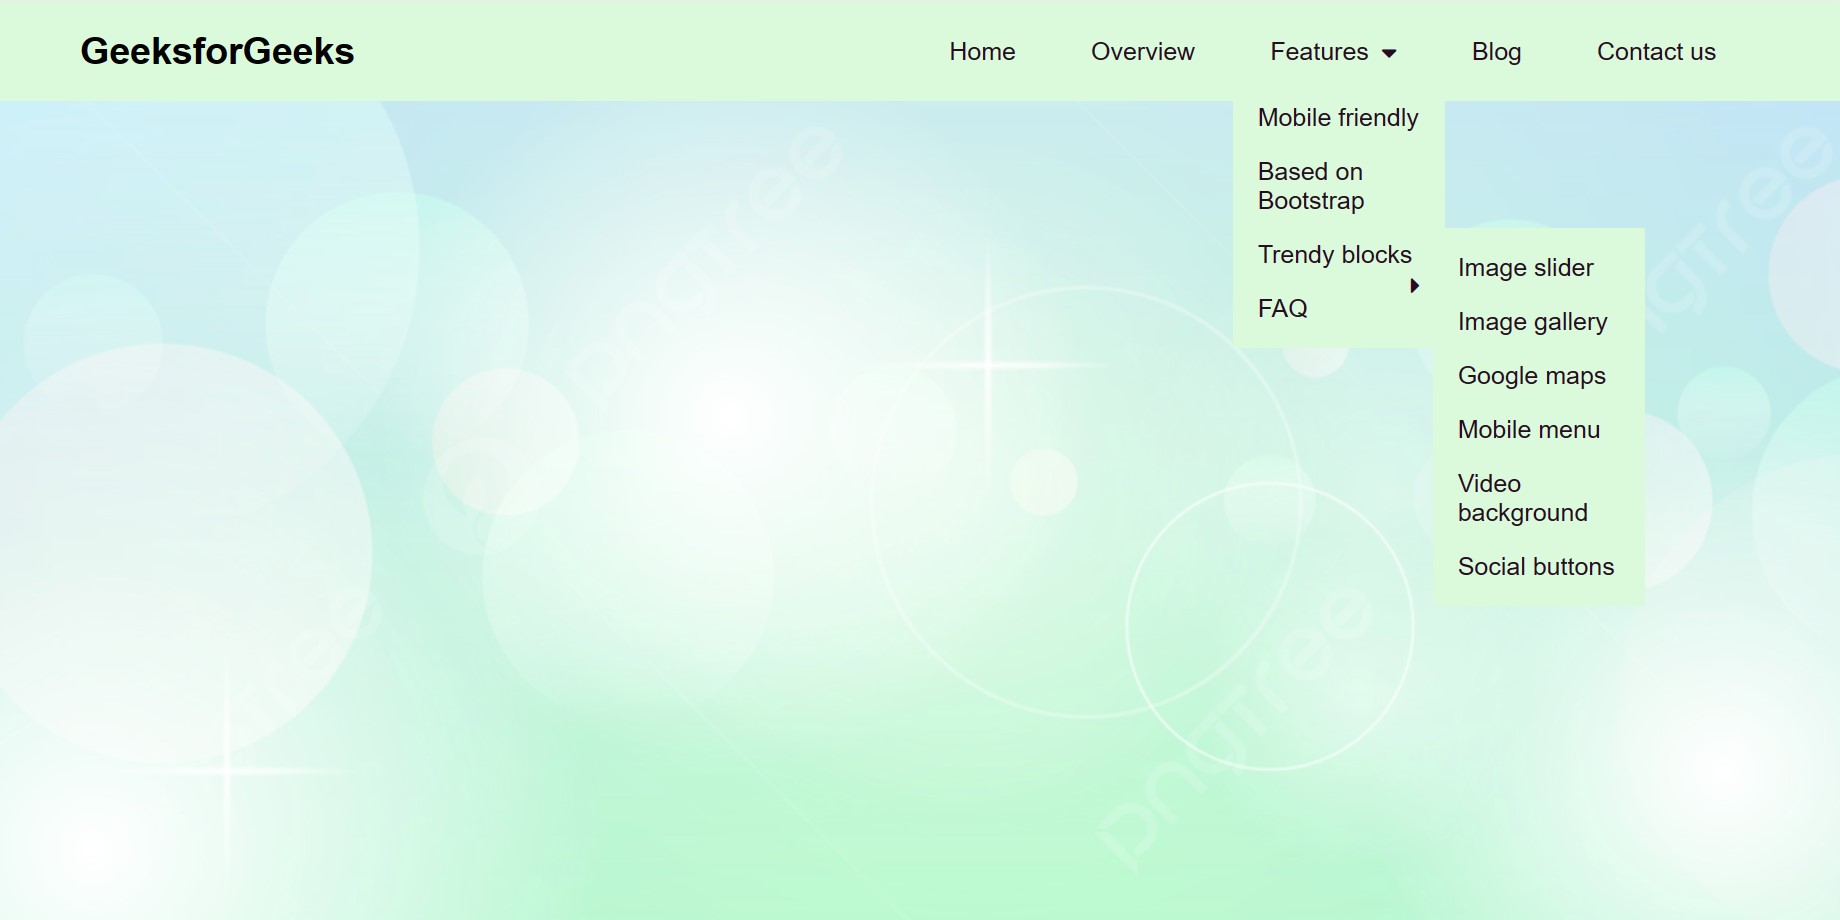 GeeksforGeeks
Home Overview Features Blog Contact us
Mobile friendly
Based on
Bootstrap
Trendy blocks
FAQ
Image slider
Image gallery
Google maps
Mobile menu
Video
background
Social buttons
pngtree
pngtree
pngtree